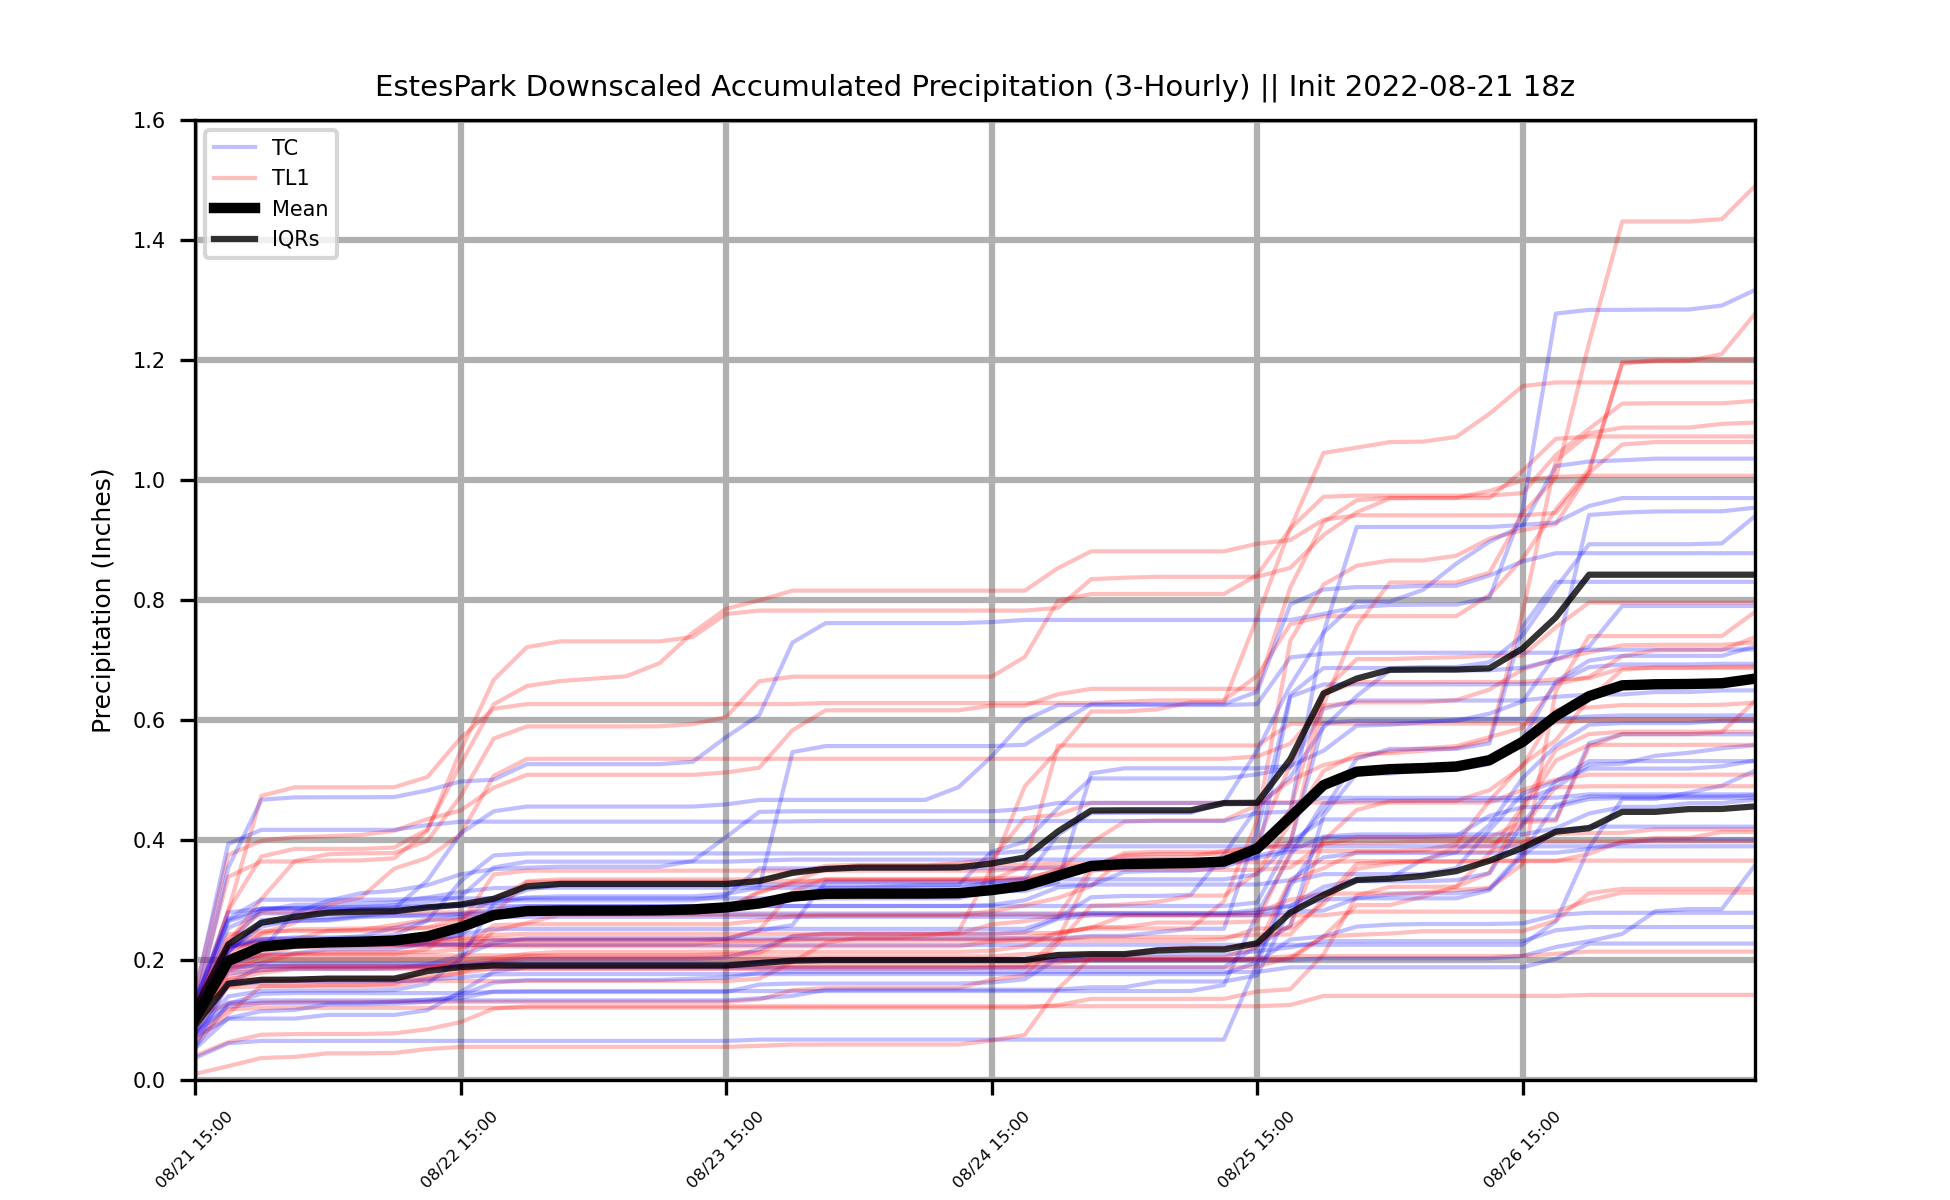 EstesPark Downscaled Accumulated Precipitation (3-Hourly) || Init 2022-08-21 18z
TC
TL1
Mean
IQRs
Precipitation (Inches)
1.6
1.4
1.2
1.0
0.8
0.6
0.4
0.2
0.0
08/21 15:00
08/22 15:00
08/23 15:00
08/24 15:00
08/25 15:00
08/26 15:00